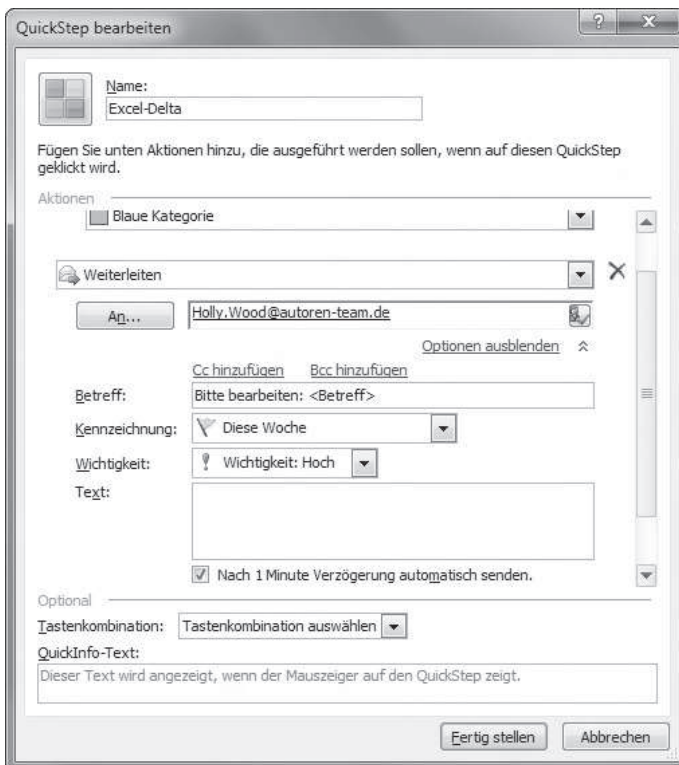 QuickStep bearbeiten
Name:
Excel-Delta
Fügen Sie unten Aktionen hinzu, die ausgeführt werden sollen, wenn auf diesen QuickStep
geklickt wird.
Aktionen
Blaue Kategorie
Weiterleiten
An... Holly.Wood@autoren-team.de
Optionen ausblenden
Cc hinzufügen Bcc hinzufügen
Betreff: Bitte bearbeiten: <Betreff>
Kennzeichnung: Diese Woche
Wichtigkeit: Wichtigkeit: Hoch
Text:
Nach 1 Minute Verzögerung automatisch senden.
Optional
Tastenkombination: Tastenkombination auswählen
QuickInfo-Text:
Dieser Text wird angezeigt, wenn der Mauszeiger auf den QuickStep zeigt.
Fertig stellen Abbrechen